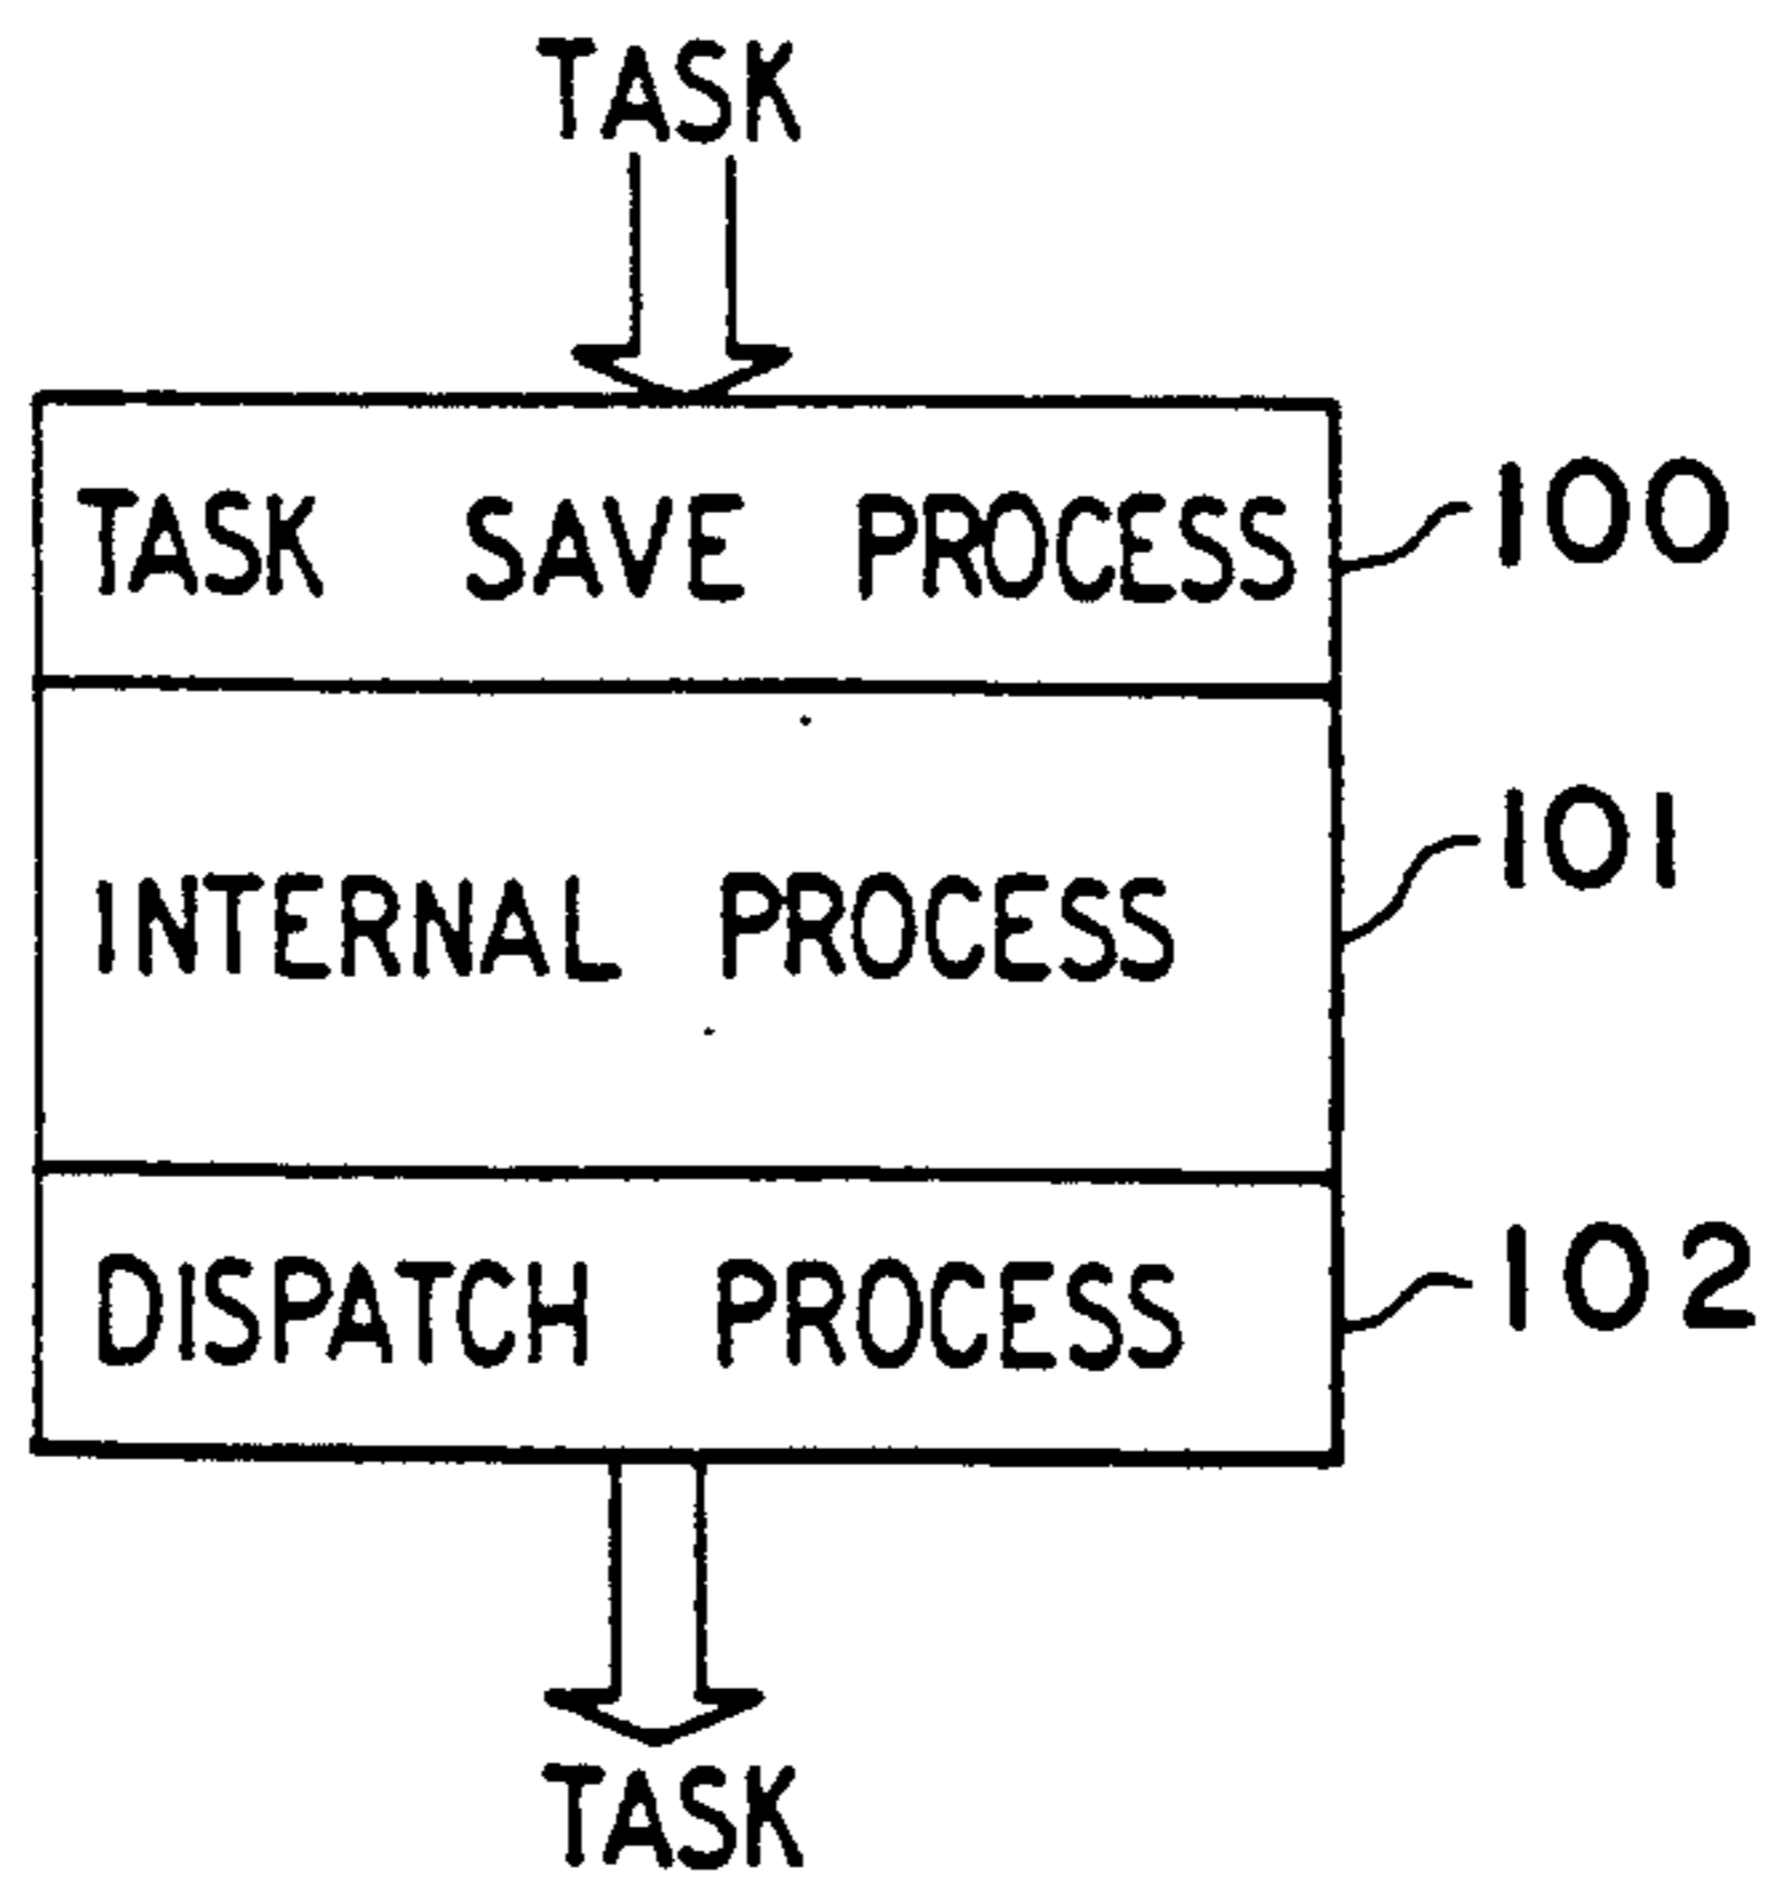 TASK
TASK SAVE PROCESS 100
INTERNAL PROCESS 101
DISPATCH PROCESS 102
TASK